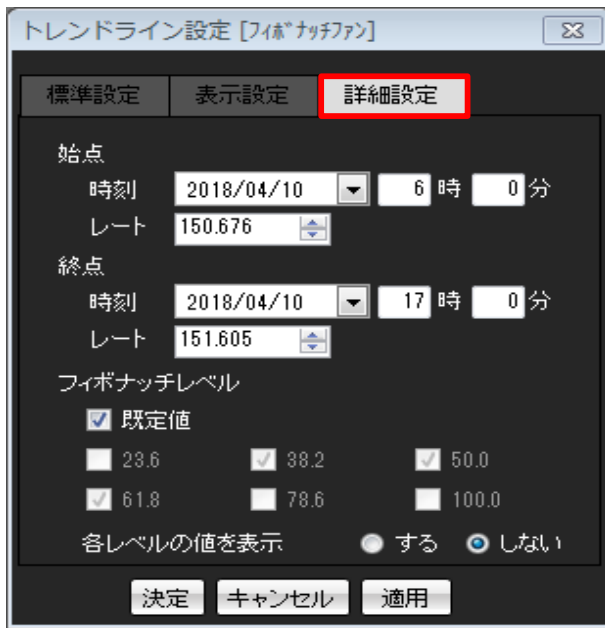 トレンドライン設定 [ﾌｨﾎﾞﾅｯﾁﾌｧﾝ]
標準設定 表示設定 詳細設定
始点
時刻 2018/04/10 6 時 0 分
レート 150.676
終点
時刻 2018/04/10 17 時 0 分
レート 151.605
フィボナッチレベル
既定値
23.6 38.2 50.0
61.8 78.6 100.0
各レベルの値を表示 する しない
決定 キャンセル 適用